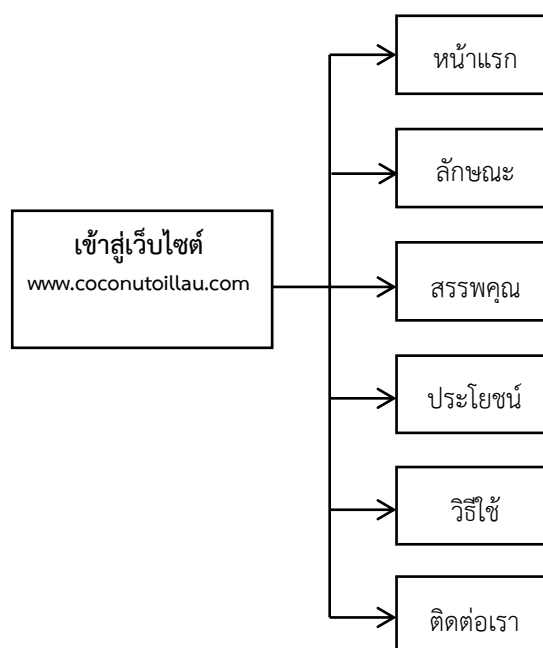 เข้าสู่เว็บไซต์
www.coconutoillau.com
หน้าแรก
ลักษณะ
สรรพคุณ
ประโยชน์
วิธีใช้
ติดต่อเรา